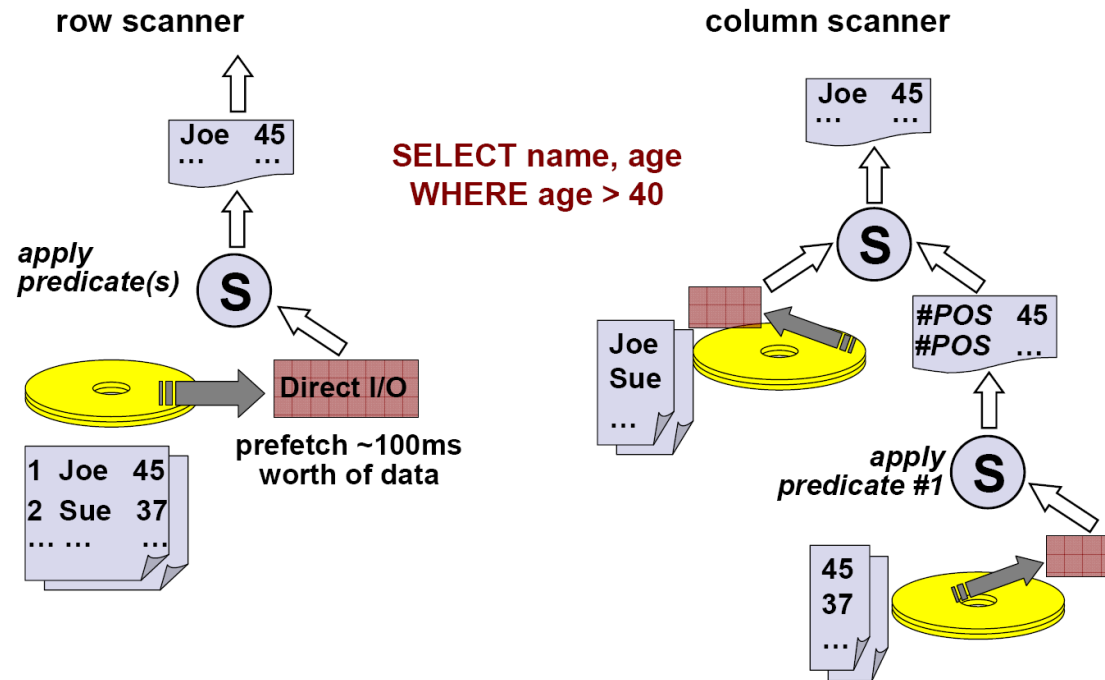 row scanner
Joe 45
... ...
apply
predicate(s)
S
Direct I/O
prefetch ~100ms
worth of data
1 Joe 45
2 Sue 37
... ... ...
SELECT name, age
WHERE age > 40
column scanner
Joe 45
... ...
S
Joe
Sue
...
#POS 45
#POS ...
apply
predicate #1
S
45
37
...